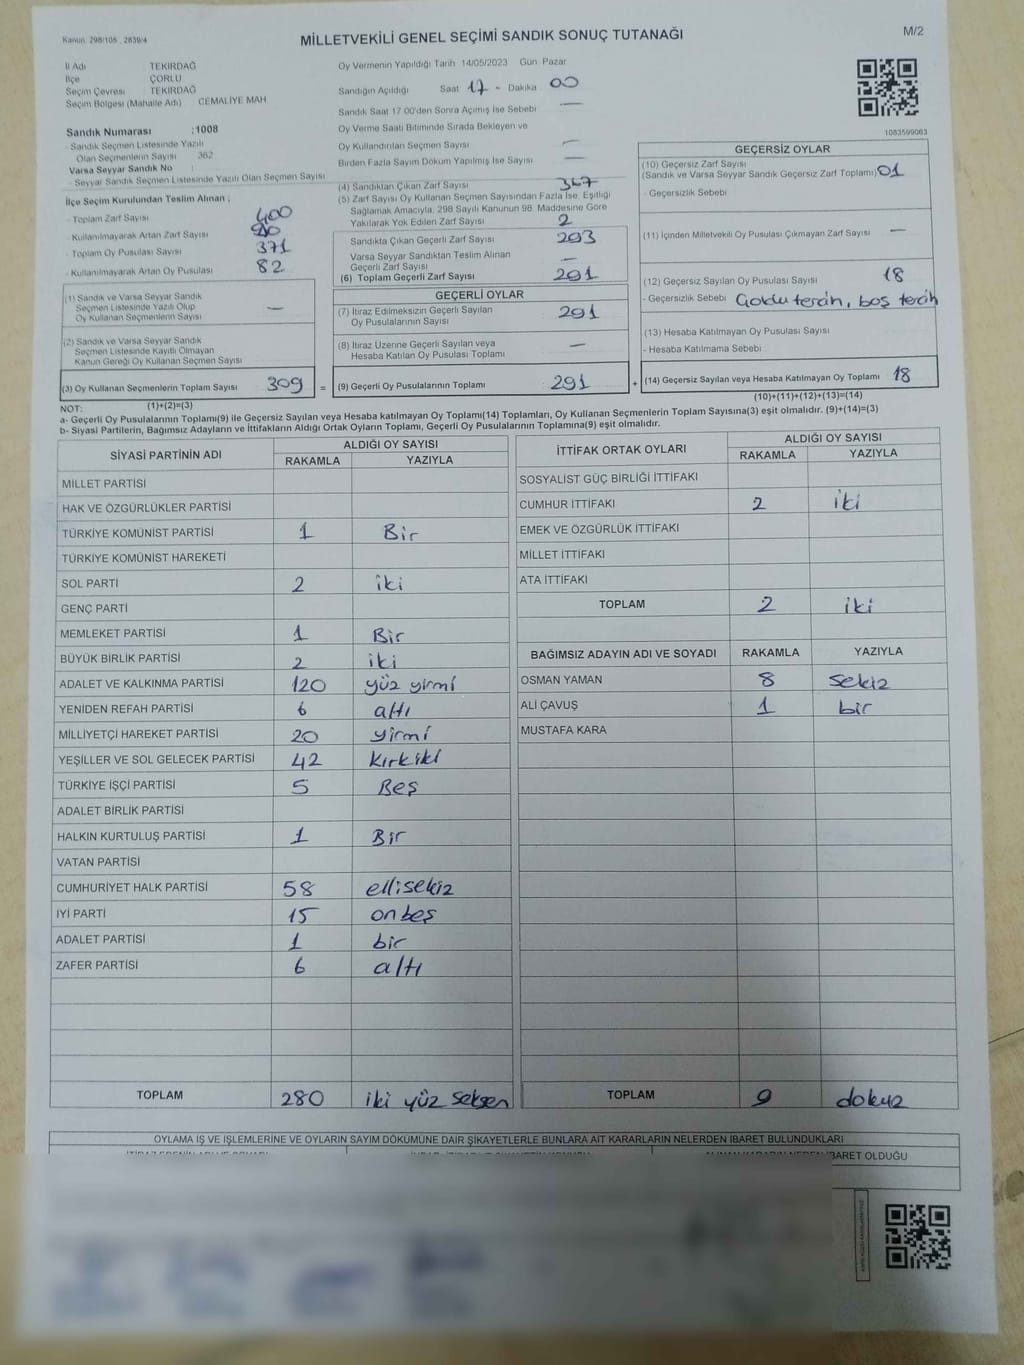 Kanun: 298/105 , 2839/4
MİLLETVEKİLİ GENEL SEÇİMİ SANDIK SONUÇ TUTANAĞI
M/2
İl Adı : TEKİRDAĞ
İlçe ÇORLU
Seçim Çevresi : TEKİRDAĞ
Seçim Bölgesi (Mahalle Adı) CEMALİYE MAH
Sandık Numarası :1008
- Sandık Seçmen Listesinde Yazılı
Olan Seçmenlerin Sayısı 362
Varsa Seyyar Sandık No :
- Seyyar Sandık Seçmen Listesinde Yazılı Olan Seçmen Sayısı
İlçe Seçim Kurulundan Teslim Alınan ;
- Toplam Zarf Sayısı 400
- Kullanılmayarak Artan Zarf Sayısı
- Toplam Oy Pusulası Sayısı 371
- Kullanılmayarak Artan Oy Pusulası 82
Oy Vermenin Yapıldığı Tarih 14/05/2023 Gün Pazar
Sandığın Açıldığı Saat 17 - Dakika 00
Sandık Saat 17 00'den Sonra Açımış İse Sebebi —
Oy Verme Saati Bitiminde Sırada Bekleyen ve
Oy Kullandırılan Seçmen Sayısı —
Birden Fazla Sayım Döküm Yapılmış İse Sayısı —
(4) Sandıktan Çıkan Zarf Sayısı
(5) Zarf Sayısı Oy Kullanan Seçmen Sayısından Fazla İse, Eşitliği
Sağlamak Amacıyla, 298 Sayılı Kanunun 98. Maddesine Göre
Yakılarak Yok Edilen Zarf Sayısı 2
Sandıkta Çıkan Geçerli Zarf Sayısı 293
Varsa Seyyar Sandıktan Teslim Alınan
Geçerli Zarf Sayısı —
(6) Toplam Geçerli Zarf Sayısı 291
1083599063
GEÇERSİZ OYLAR
(10) Geçersiz Zarf Sayısı
(Sandık ve Varsa Seyyar Sandık Geçersiz Zarf Toplamı) 01
- Geçersizlik Sebebi
(11) İçinden Milletvekili Oy Pusulası Çıkmayan Zarf Sayısı —
(12) Geçersiz Sayılan Oy Pusulası Sayısı 18
- Geçersizlik Sebebi Çoklu tercih, boş tercih
(13) Hesaba Katılmayan Oy Pusulası Sayısı
- Hesaba Katılmama Sebebi
(1) Sandık ve Varsa Seyyar Sandık
Seçmen Listesinde Yazılı Olup
Oy Kullanan Seçmenlerin Sayısı —
(2) Sandık ve Varsa Seyyar Sandık
Seçmen Listesinde Kayıtlı Olmayan
Kanun Gereği Oy Kullanan Seçmen Sayısı
GEÇERLİ OYLAR
(7) İtiraz Edilmeksizin Geçerli Sayılan
Oy Pusulalarının Sayısı 291
(8) İtiraz Üzerine Geçerli Sayılan veya
Hesaba Katılan Oy Pusulası Toplamı —
(3) Oy Kullanan Seçmenlerin Toplam Sayısı 309 = (9) Geçerli Oy Pusulalarının Toplamı 291 + (14) Geçersiz Sayılan veya Hesaba Katılmayan Oy Toplamı 18
NOT: (1)+(2)=(3) (10)+(11)+(12)+(13)=(14)
a- Geçerli Oy Pusulalarının Toplamı(9) ile Geçersiz Sayılan veya Hesaba katılmayan Oy Toplamı(14) Toplamları, Oy Kullanan Seçmenlerin Toplam Sayısına(3) eşit olmalıdır. (9)+(14)=(3)
b- Siyasi Partilerin, Bağımsız Adayların ve İttifakların Aldığı Ortak Oyların Toplamı, Geçerli Oy Pusulalarının Toplamına(9) eşit olmalıdır.
SİYASİ PARTİNİN ADI ALDIĞI OY SAYISI
RAKAMLA YAZIYLA
MİLLET PARTİSİ
HAK VE ÖZGÜRLÜKLER PARTİSİ
TÜRKİYE KOMÜNİST PARTİSİ 1 Bir
TÜRKİYE KOMÜNİST HAREKETİ
SOL PARTİ 2 iki
GENÇ PARTİ
MEMLEKET PARTİSİ 1 Bir
BÜYÜK BİRLİK PARTİSİ 2 iki
ADALET VE KALKINMA PARTİSİ 120 yüz yirmi
YENİDEN REFAH PARTİSİ 6 altı
MİLLİYETÇİ HAREKET PARTİSİ 20 yirmi
YEŞİLLER VE SOL GELECEK PARTİSİ 42 kırkiki
TÜRKİYE İŞÇİ PARTİSİ 5 Beş
ADALET BİRLİK PARTİSİ
HALKIN KURTULUŞ PARTİSİ 1 Bir
VATAN PARTİSİ
CUMHURİYET HALK PARTİSİ 58 ellisekiz
İYİ PARTİ 15 onbeş
ADALET PARTİSİ 1 bir
ZAFER PARTİSİ 6 altı
TOPLAM 280 iki yüz seksen
İTTİFAK ORTAK OYLARI ALDIĞI OY SAYISI
RAKAMLA YAZIYLA
SOSYALİST GÜÇ BİRLİĞİ İTTİFAKI
CUMHUR İTTİFAKI 2 iki
EMEK VE ÖZGÜRLÜK İTTİFAKI
MİLLET İTTİFAKI
ATA İTTİFAKI
TOPLAM 2 iki
BAĞIMSIZ ADAYIN ADI VE SOYADI RAKAMLA YAZIYLA
OSMAN YAMAN 8 sekiz
ALİ ÇAVUŞ 1 bir
MUSTAFA KARA
TOPLAM 9 dokuz
OYLAMA İŞ VE İŞLEMLERİNE VE OYLARIN SAYIM DÖKÜMÜNE DAİR ŞİKAYETLERLE BUNLARA AİT KARARLARIN NELERDEN İBARET BULUNDUKLARI
İBARET OLDUĞU